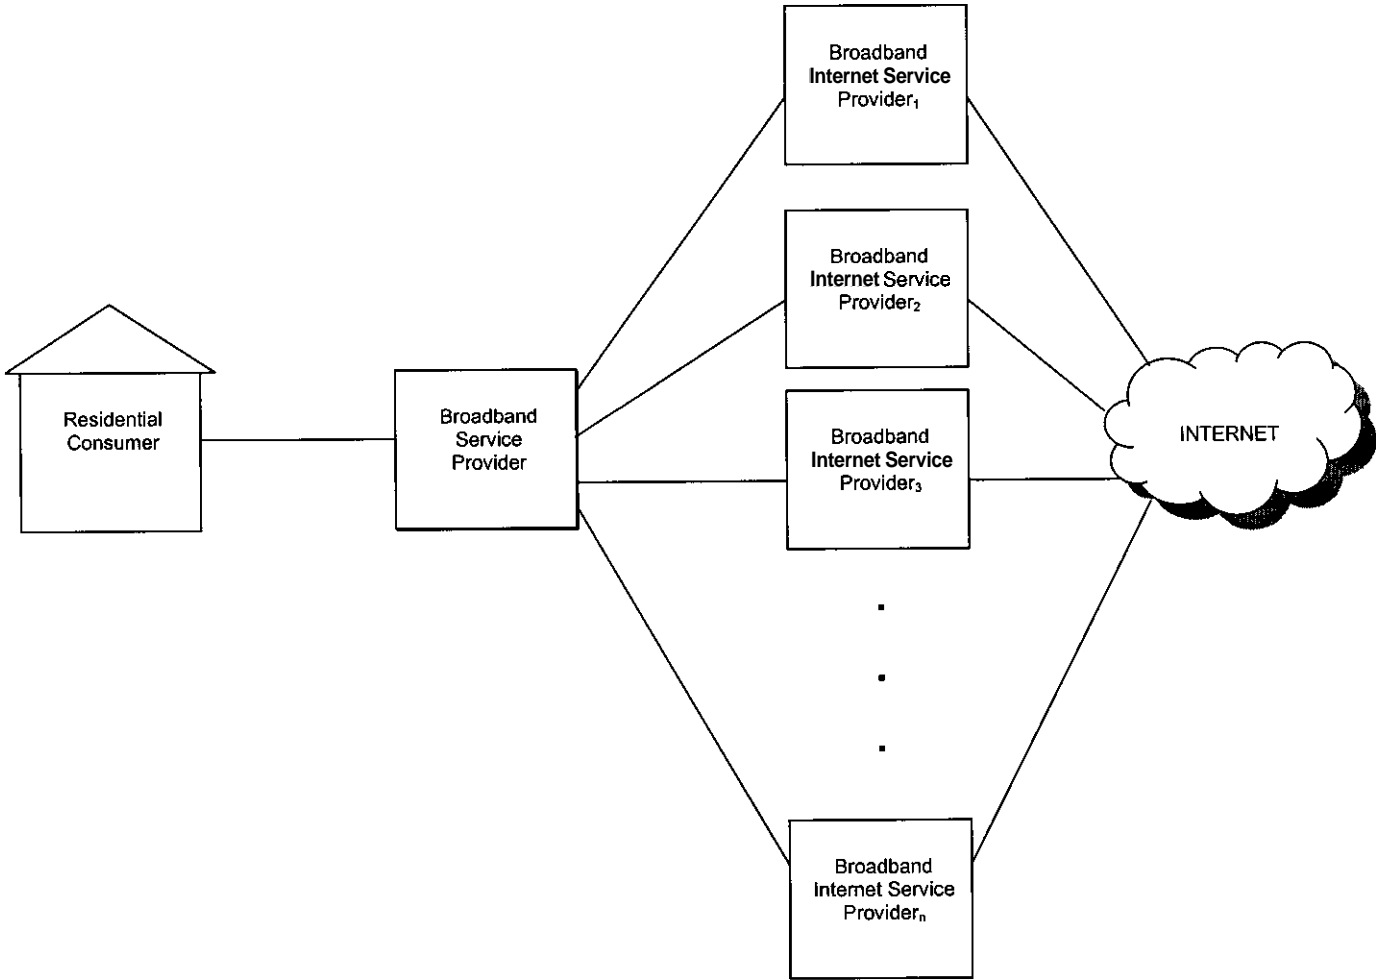 Broadband
Internet Service
Provider₁
Broadband
Internet Service
Provider₂
Residential
Consumer
Broadband
Service
Provider
Broadband
Internet Service
Provider₃
INTERNET
Broadband
Internet Service
Providerₙ